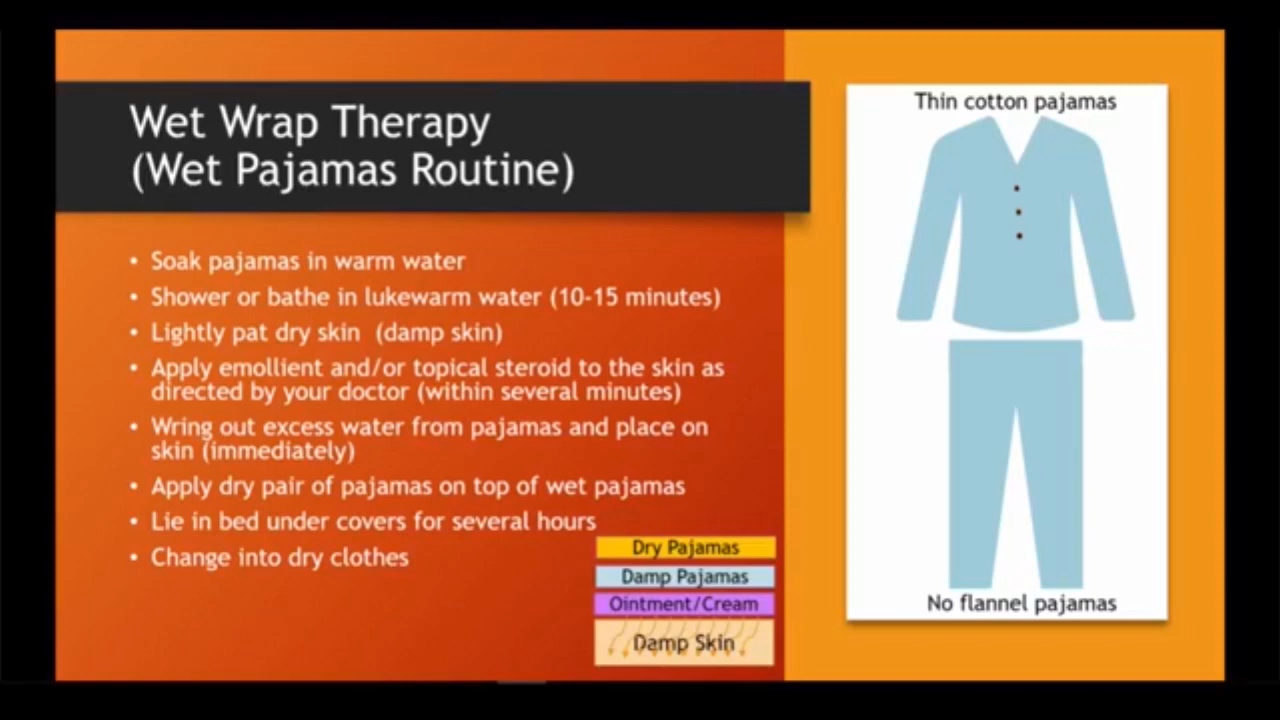 Wet Wrap Therapy
(Wet Pajamas Routine)
• Soak pajamas in warm water
• Shower or bathe in lukewarm water (10-15 minutes)
• Lightly pat dry skin (damp skin)
• Apply emollient and/or topical steroid to the skin as
directed by your doctor (within several minutes)
• Wring out excess water from pajamas and place on
skin (immediately)
• Apply dry pair of pajamas on top of wet pajamas
• Lie in bed under covers for several hours
• Change into dry clothes
Dry Pajamas
Damp Pajamas
Ointment/Cream
Damp Skin
Thin cotton pajamas
No flannel pajamas